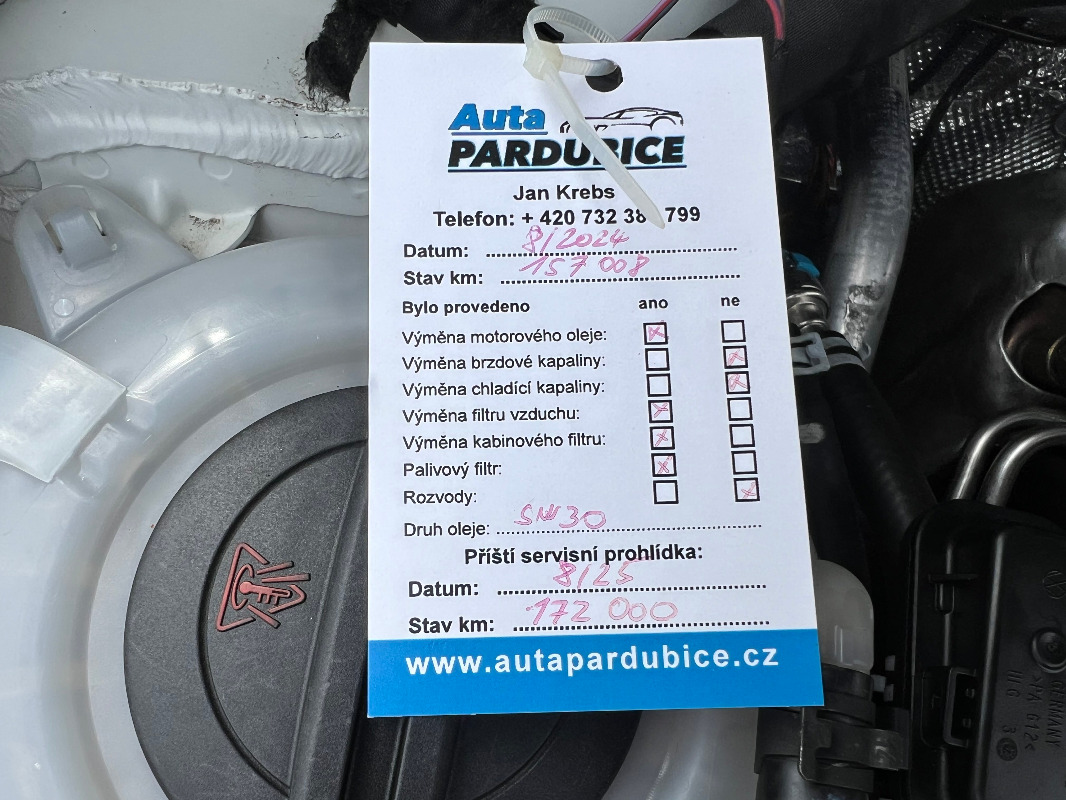 Auta
PARDUBICE
Jan Krebs
Telefon: + 420 732 38 799
Datum: 8/2024
Stav km: 157 008
Bylo provedeno ano ne
Výměna motorového oleje:
Výměna brzdové kapaliny:
Výměna chladící kapaliny:
Výměna filtru vzduchu:
Výměna kabinového filtru:
Palivový filtr:
Rozvody:
Druh oleje: 5W30
Příští servisní prohlídka:
Datum: 8/25
Stav km: 172 000
www.autapardubice.cz